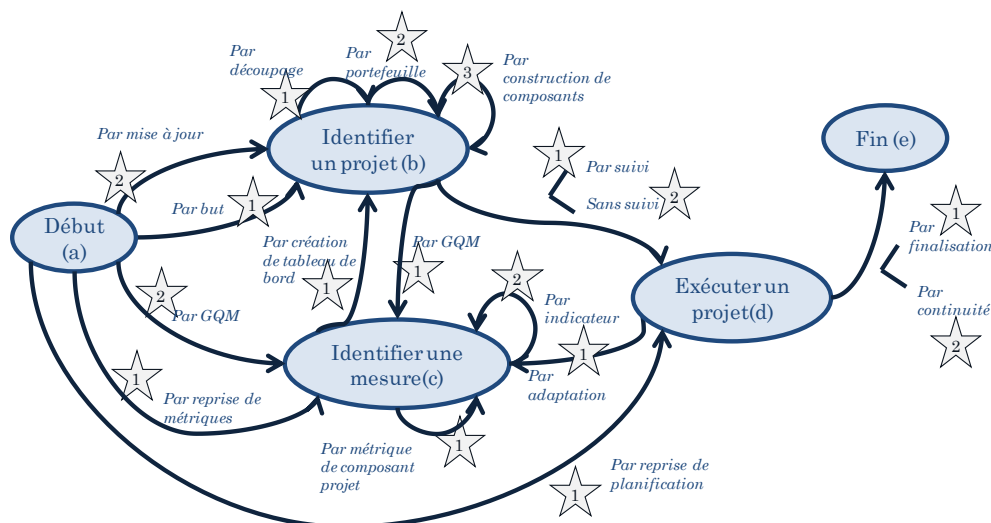 Par
découpage
1
Par
portefeuille
2
3
Par
construction de
composants
Identifier
un projet (b)
Par mise à jour
2
Par but
1
Début
(a)
Par suivi
1
Sans suivi
2
Fin (e)
Par
finalisation
1
Par
continuité
2
Par création
de tableau de
bord
1
Par GQM
1
2
Par GQM
2
Par
indicateur
Exécuter un
projet(d)
Identifier une
mesure(c)
1
Par
adaptation
1
Par reprise de
métriques
Par métrique
de composant
projet
1
Par reprise de
planification
1